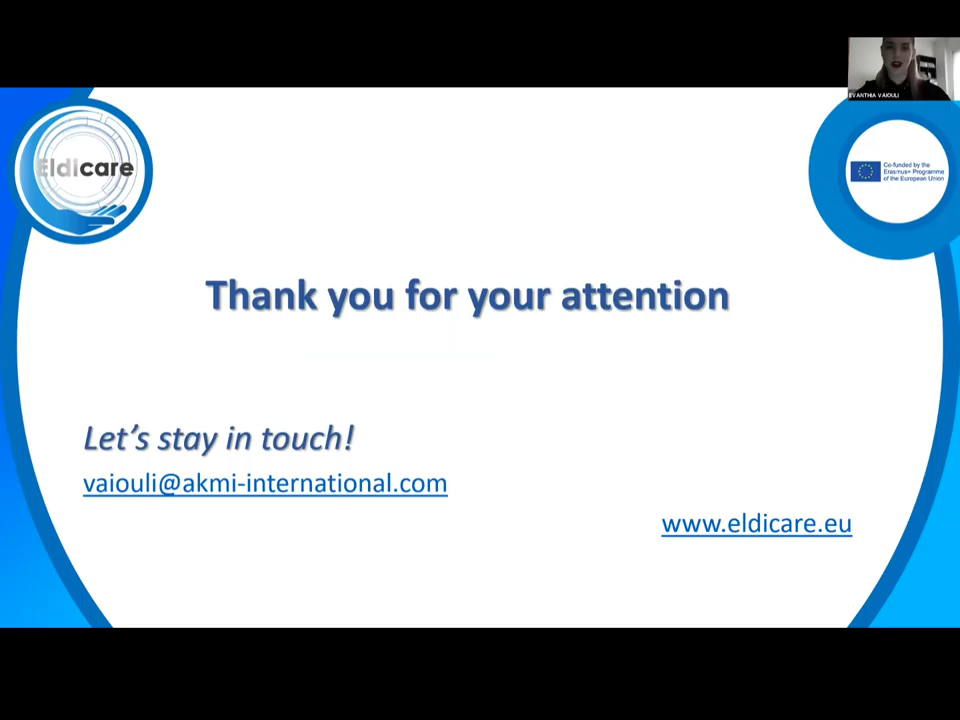 EVANTHIA VAIOULI
Eldicare
Co-funded by the
Erasmus+ Programme
of the European Union
Thank you for your attention
Let's stay in touch!
vaiouli@akmi-international.com
www.eldicare.eu